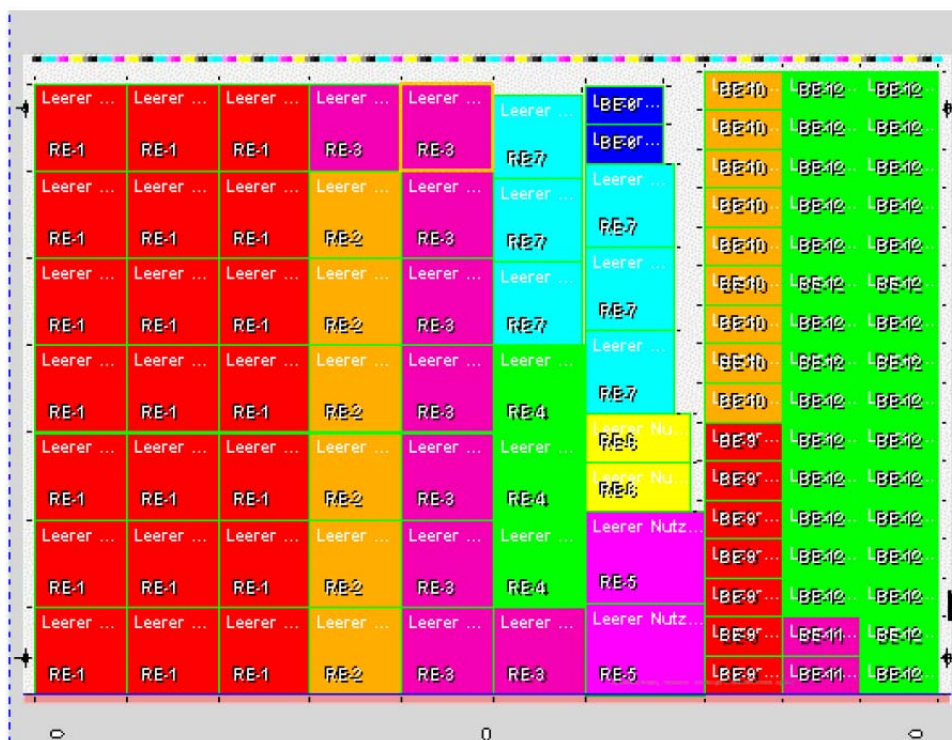 Leerer ... Leerer ... Leerer ... Leerer ... Leerer ... Leerer ...
RE-1 RE-1 RE-1 RE-3 RE-3 RE-7
Leerer ... Leerer ... Leerer ... Leerer ... Leerer ... Leerer ...
RE-1 RE-1 RE-1 RE-2 RE-3 RE-7
Leerer ... Leerer ... Leerer ... Leerer ... Leerer ... Leerer ...
RE-1 RE-1 RE-1 RE-2 RE-3 RE-7
Leerer ... Leerer ... Leerer ... Leerer ... Leerer ... Leerer ...
RE-1 RE-1 RE-1 RE-2 RE-3 RE-4
Leerer ... Leerer ... Leerer ... Leerer ... Leerer ... Leerer ...
RE-1 RE-1 RE-1 RE-2 RE-3 RE-4
Leerer ... Leerer ... Leerer ... Leerer ... Leerer ... Leerer ...
RE-1 RE-1 RE-1 RE-2 RE-3 RE-4
Leerer ... Leerer ... Leerer ... Leerer ... Leerer ... Leerer ...
RE-1 RE-1 RE-1 RE-2 RE-3 RE-3
BE-8
BE-8
Leerer ...
RE-7
Leerer ...
RE-7
Leerer ...
RE-7
Leerer Nu...
RE-6
Leerer Nu...
RE-6
Leerer Nutz...
RE-5
Leerer Nutz...
RE-5
BE-10 BE-12 BE-12
BE-10 BE-12 BE-12
BE-10 BE-12 BE-12
BE-10 BE-12 BE-12
BE-10 BE-12 BE-12
BE-10 BE-12 BE-12
BE-10 BE-12 BE-12
BE-10 BE-12 BE-12
BE-10 BE-12 BE-12
BE-9 BE-12 BE-12
BE-9 BE-12 BE-12
BE-9 BE-12 BE-12
BE-9 BE-12 BE-12
BE-9 BE-12 BE-12
BE-9 BE-11 BE-12
BE-9 BE-11 BE-12